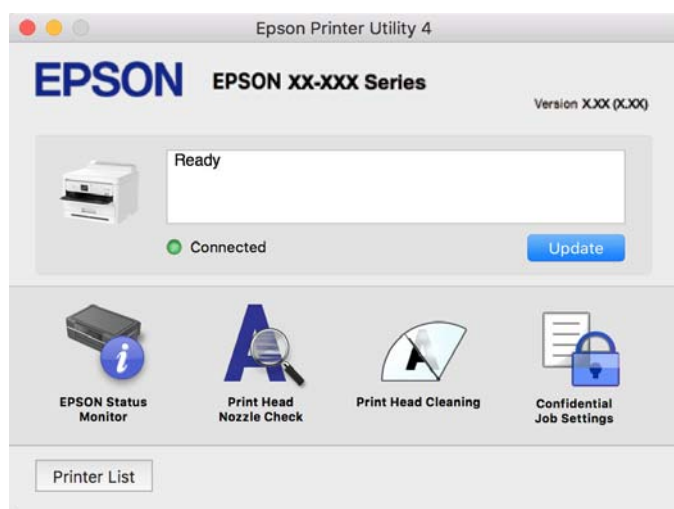 Epson Printer Utility 4
EPSON
EPSON XX-XXX Series
Version X.XX (X.XX)
Ready
Connected
Update
EPSON Status
Monitor
Print Head
Nozzle Check
Print Head Cleaning
Confidential
Job Settings
Printer List